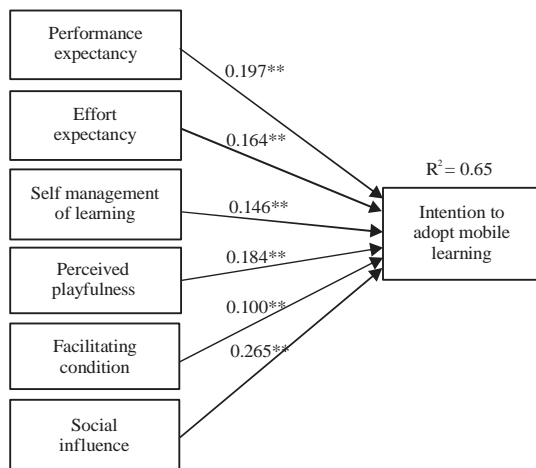 Performance
expectancy
0.197**
Effort
expectancy
0.164**
R² = 0.65
Self management
of learning
0.146**
Intention to
adopt mobile
learning
Perceived
playfulness
0.184**
0.100**
Facilitating
condition
0.265**
Social
influence